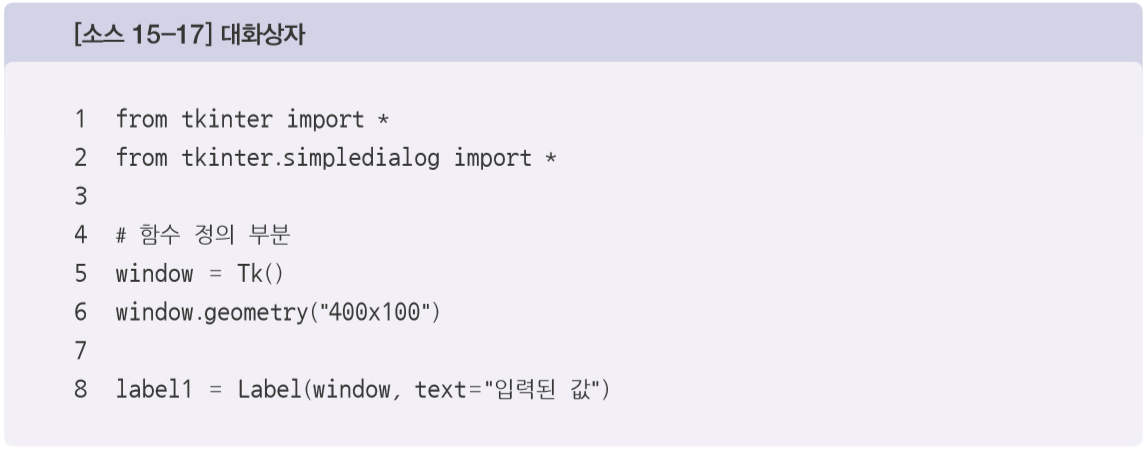 [소스 15-17] 대화상자
1 from tkinter import *
2 from tkinter.simpledialog import *
3
4 # 함수 정의 부분
5 window = Tk()
6 window.geometry("400x100")
7
8 label1 = Label(window, text="입력된 값")